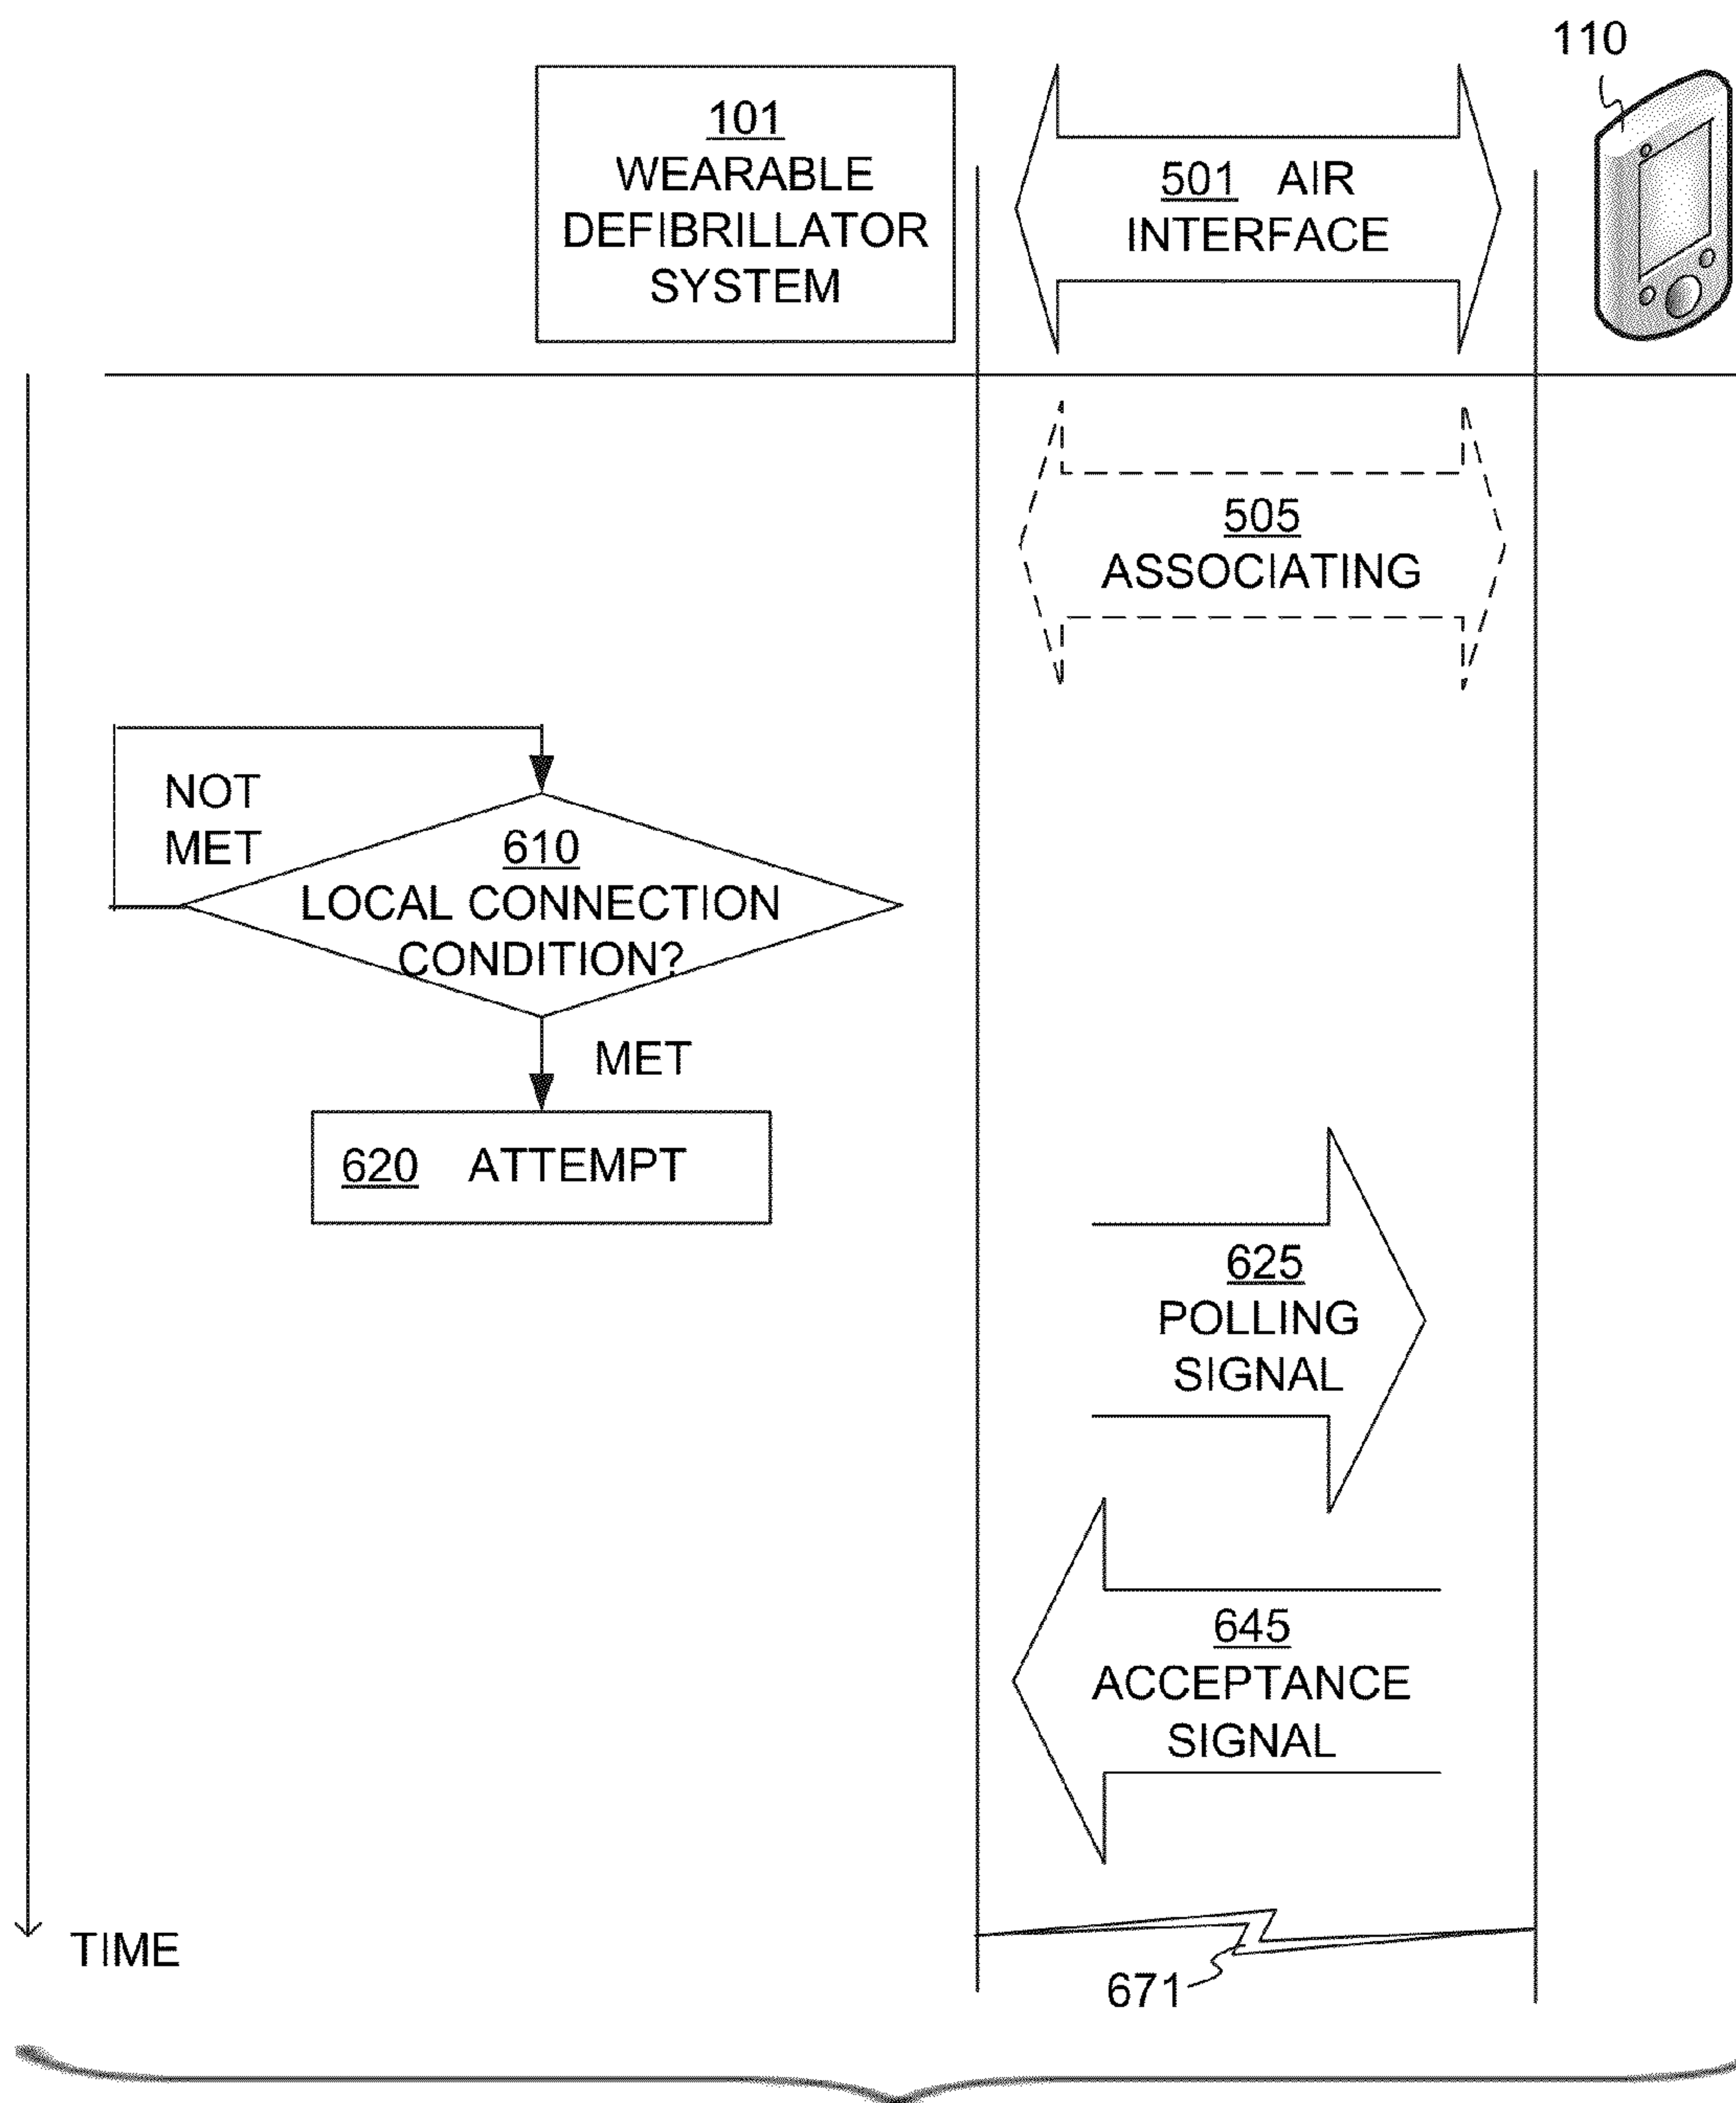 110
101
WEARABLE
DEFIBRILLATOR
SYSTEM
501 AIR
INTERFACE
505
ASSOCIATING
NOT
MET
610
LOCAL CONNECTION
CONDITION?
MET
620 ATTEMPT
625
POLLING
SIGNAL
645
ACCEPTANCE
SIGNAL
TIME
671